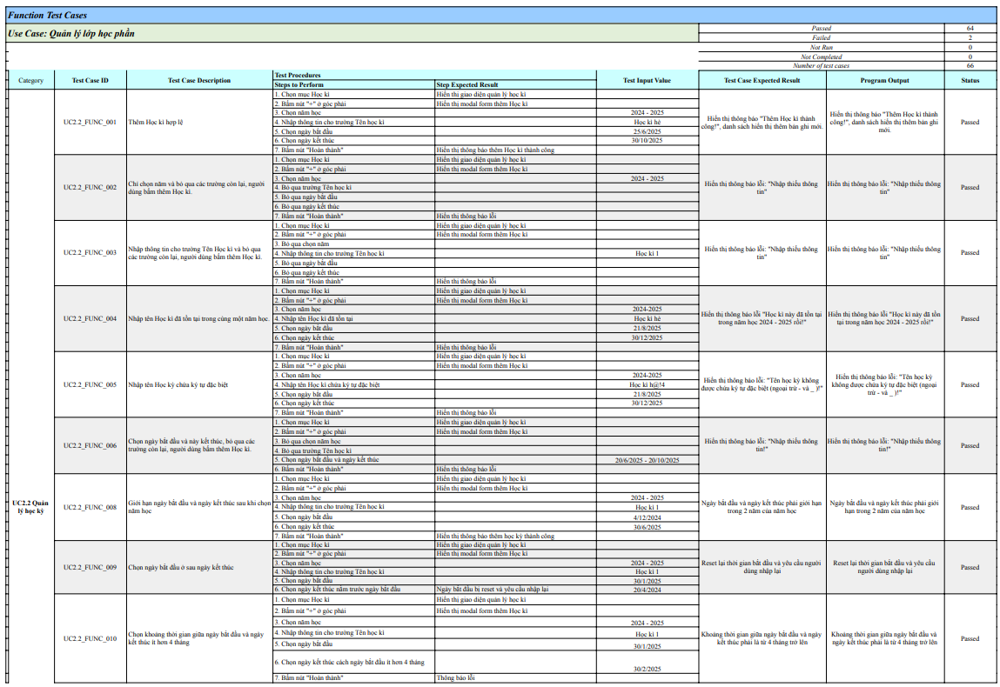 Function Test Cases
Use Case: Quản lý lớp học phần
Passed 64
Failed 2
Not Run 0
Not Completed 0
Number of test cases 66
Category Test Case ID Test Case Description Test Procedures Test Input Value Test Case Expected Result Program Output Status
Steps to Perform Step Expected Result
UC2.2 Quản
lý học kỳ
UC2.2_FUNC_001
Thêm Học kì hợp lệ
1. Chọn mục Học kì Hiển thị giao diện quản lý học kì
2. Bấm nút "+" ở góc phải Hiển thị modal form thêm Học kì
3. Chọn năm học 2024 - 2025
4. Nhập thông tin cho trường Tên Học kì Học kì hè
5. Chọn ngày bắt đầu 25/6/2025
6. Chọn ngày kết thúc 30/10/2025
7. Bấm nút "Hoàn thành" Hiển thị thông báo thêm Học kì thành công
Hiển thị thông báo "Thêm Học kì thành
công!", danh sách hiển thị thêm bản ghi
mới.
Hiển thị thông báo "Thêm Học kì thành
công!", danh sách hiển thị thêm bản ghi
mới.
Passed
UC2.2_FUNC_002
Chỉ chọn năm và bỏ qua các trường còn lại, người
dùng bấm thêm Học kì.
1. Chọn mục Học kì Hiển thị giao diện quản lý học kì
2. Bấm nút "+" ở góc phải Hiển thị modal form thêm Học kì
3. Chọn năm học 2024 - 2025
4. Bỏ qua trường Tên học kì
5. Bỏ qua ngày bắt đầu
6. Bỏ qua ngày kết thúc
7. Bấm nút "Hoàn thành" Hiển thị thông báo lỗi
Hiển thị thông báo lỗi: "Nhập thiếu thông
tin"
Hiển thị thông báo lỗi: "Nhập thiếu thông
tin"
Passed
UC2.2_FUNC_003
Nhập thông tin cho trường Tên Học kì và bỏ qua
các trường còn lại, người dùng bấm thêm Học kì.
1. Chọn mục Học kì Hiển thị giao diện quản lý học kì
2. Bấm nút "+" ở góc phải Hiển thị modal form thêm Học kì
3. Bỏ qua chọn năm
4. Nhập thông tin cho trường Tên Học kì Học kì 1
5. Bỏ qua ngày bắt đầu
6. Bỏ qua ngày kết thúc
7. Bấm nút "Hoàn thành" Hiển thị thông báo lỗi
Hiển thị thông báo lỗi: "Nhập thiếu thông
tin"
Hiển thị thông báo lỗi: "Nhập thiếu thông
tin"
Passed
UC2.2_FUNC_004
Nhập tên Học kì đã tồn tại trong cùng một năm học.
1. Chọn mục Học kì Hiển thị giao diện quản lý học kì
2. Bấm nút "+" ở góc phải Hiển thị modal form thêm Học kì
3. Chọn năm học 2024-2025
4. Nhập tên Học kì đã tồn tại Học kì hè
5. Chọn ngày bắt đầu 21/8/2025
6. Chọn ngày kết thúc 30/12/2025
7. Bấm nút "Hoàn thành" Hiển thị thông báo lỗi
Hiển thị thông báo lỗi "Học kì này đã tồn tại
trong năm học 2024 - 2025 rồi!"
Hiển thị thông báo lỗi "Học kì này đã tồn
tại trong năm học 2024 - 2025 rồi!"
Passed
UC2.2_FUNC_005
Nhập tên Học kỳ chứa ký tự đặc biệt
1. Chọn mục Học kì Hiển thị giao diện quản lý học kì
2. Bấm nút "+" ở góc phải Hiển thị modal form thêm Học kì
3. Chọn năm học 2024-2025
4. Nhập tên Học kì chứa ký tự đặc biệt Học kì h@!4
5. Chọn ngày bắt đầu 21/8/2025
6. Chọn ngày kết thúc 30/12/2025
7. Bấm nút "Hoàn thành" Hiển thị thông báo lỗi
Hiển thị thông báo lỗi: "Tên học kỳ không
được chứa ký tự đặc biệt (ngoại trừ - và _ )!"
Hiển thị thông báo lỗi: "Tên học kỳ
không được chứa ký tự đặc biệt (ngoại
trừ - và _ )!"
Passed
UC2.2_FUNC_006
Chọn ngày bắt đầu và này kết thúc, bỏ qua các
trường còn lại, người dùng bấm thêm Học kì.
1. Chọn mục Học kì Hiển thị giao diện quản lý học kì
2. Bấm nút "+" ở góc phải Hiển thị modal form thêm Học kì
3. Bỏ qua chọn năm học
4. Bỏ qua trường Tên học kì
5. Chọn ngày bắt đầu và ngày kết thúc 20/6/2025 - 20/10/2025
6. Bấm nút "Hoàn thành" Hiển thị thông báo lỗi
Hiển thị thông báo lỗi: "Nhập thiếu thông
tin!"
Hiển thị thông báo lỗi: "Nhập thiếu thông
tin!"
Passed
UC2.2_FUNC_008
Giới hạn ngày bắt đầu và ngày kết thúc sau khi chọn
năm học
1. Chọn mục Học kì Hiển thị giao diện quản lý học kì
2. Bấm nút "+" ở góc phải Hiển thị modal form thêm Học kì
3. Chọn năm học 2024 - 2025
4. Nhập thông tin cho trường Tên học kì Học kì 1
5. Chọn ngày bắt đầu 4/12/2024
6. Chọn ngày kết thúc 30/6/2025
7. Bấm nút "Hoàn thành" Hiển thị thông báo thêm học kỳ thành công
Ngày bắt đầu và ngày kết thúc phải giới hạn
trong 2 năm của năm học
Ngày bắt đầu và ngày kết thúc phải giới
hạn trong 2 năm của năm học
Passed
UC2.2_FUNC_009
Chọn ngày bắt đầu ở sau ngày kết thúc
1. Chọn mục Học kì Hiển thị giao diện quản lý học kì
2. Bấm nút "+" ở góc phải Hiển thị modal form thêm Học kì
3. Chọn năm học 2024 - 2025
4. Nhập thông tin cho trường Tên học kì Học kì 1
5. Chọn ngày bắt đầu 30/1/2025
6. Chọn ngày kết thúc năm trước ngày bắt đầu Ngày bắt đầu bị reset và yêu cầu nhập lại 20/4/2024
Reset lại thời gian bắt đầu và yêu cầu người
dùng nhập lại
Reset lại thời gian bắt đầu và yêu cầu
người dùng nhập lại
Passed
UC2.2_FUNC_010
Chọn khoảng thời gian giữa ngày bắt đầu và ngày
kết thúc ít hơn 4 tháng
1. Chọn mục Học kì Hiển thị giao diện quản lý học kì
2. Bấm nút "+" ở góc phải Hiển thị modal form thêm Học kì
3. Chọn năm học 2024 - 2025
4. Nhập thông tin cho trường Tên học kì Học kì 1
5. Chọn ngày bắt đầu 30/1/2025
6. Chọn ngày kết thúc cách ngày bắt đầu ít hơn 4 tháng 30/2/2025
7. Bấm nút "Hoàn thành" Thông báo lỗi
Khoảng thời gian giữa ngày bắt đầu và ngày
kết thúc phải là từ 4 tháng trở lên
Khoảng thời gian giữa ngày bắt đầu và
ngày kết thúc phải là từ 4 tháng trở lên
Passed